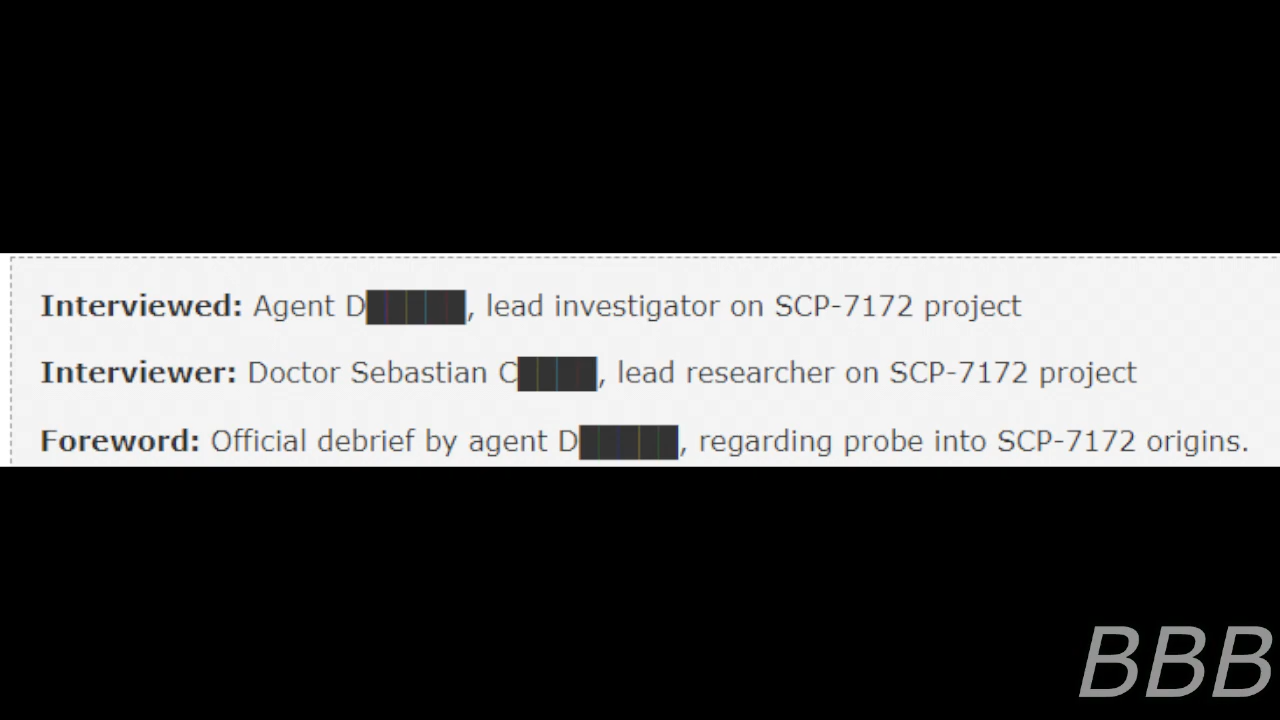 Interviewed: Agent D█████, lead investigator on SCP-7172 project
Interviewer: Doctor Sebastian C████, lead researcher on SCP-7172 project
Foreword: Official debrief by agent D█████, regarding probe into SCP-7172 origins.
BBB